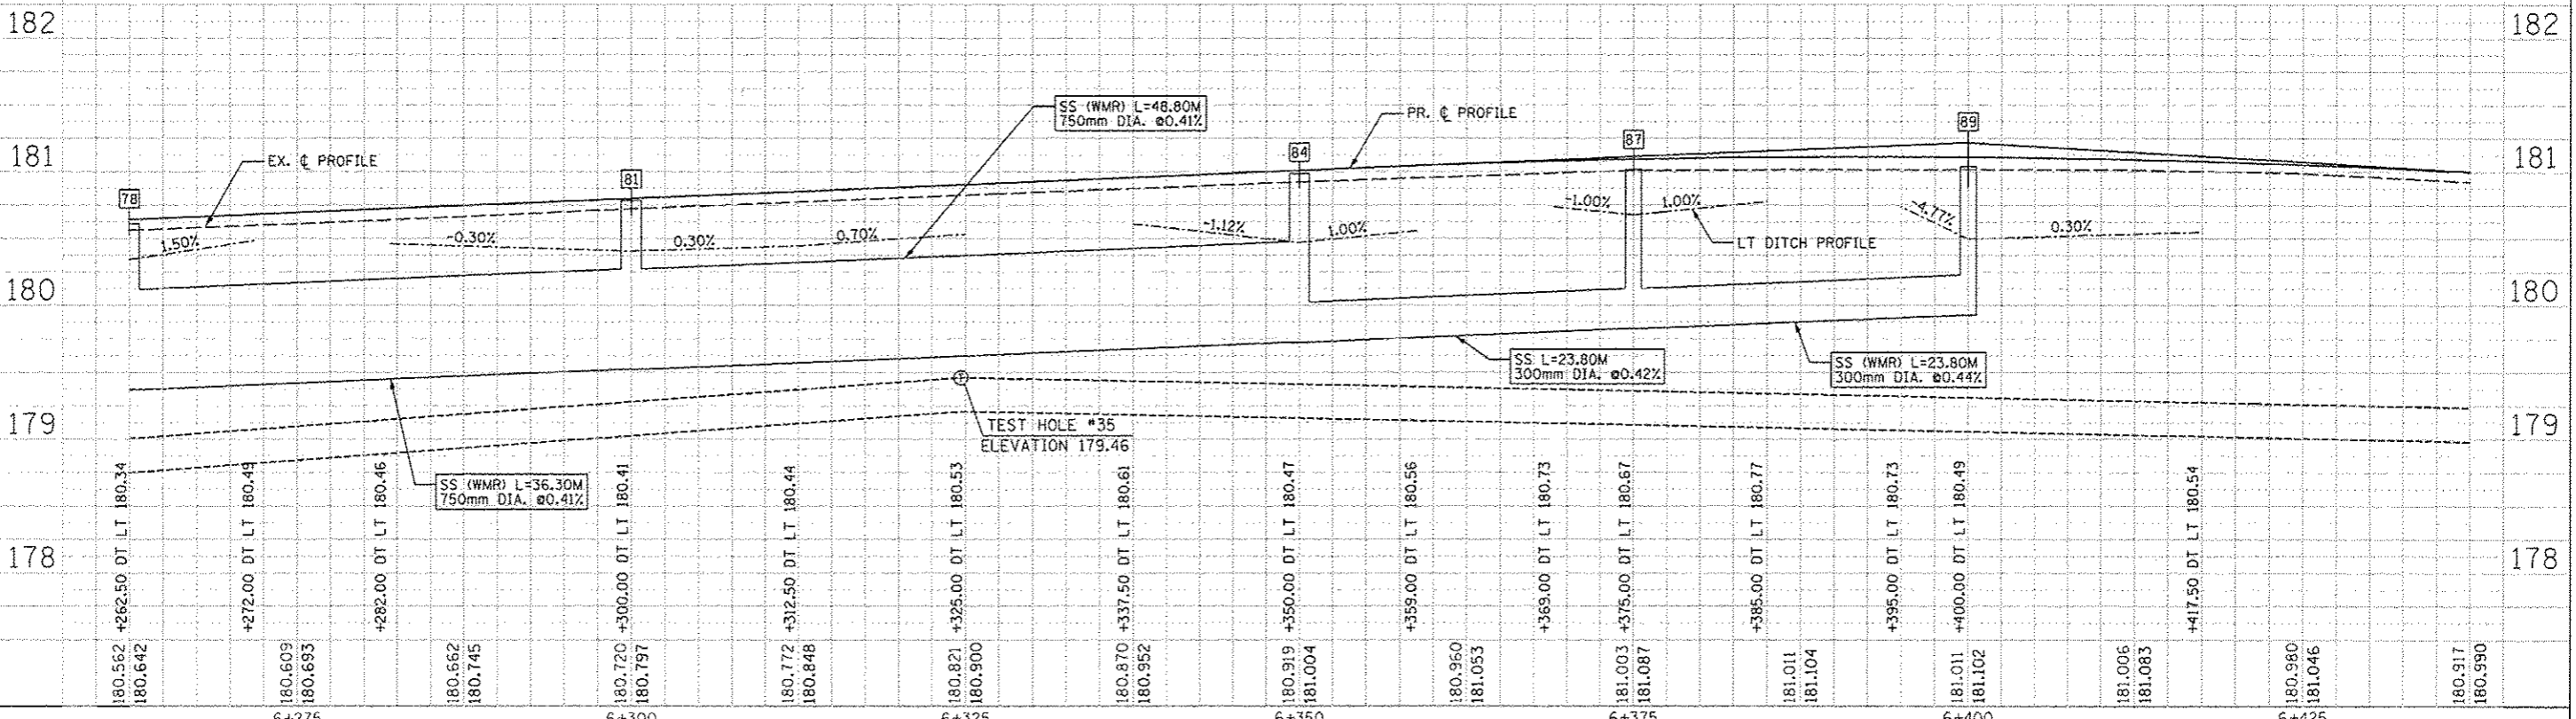 182
182
SS (WMR) L=48.80M
750mm DIA. @0.41%
PR. ℄ PROFILE
89
87
84
181
EX. ℄ PROFILE
181
81
78
1.50%
-0.30%
0.30%
0.70%
-1.12%
1.00%
-1.00%
1.00%
LT DITCH PROFILE
-4.77%
0.30%
180
180
SS L=23.80M
300mm DIA. @0.42%
SS (WMR) L=23.80M
300mm DIA. @0.44%
179
179
TEST HOLE #35
ELEVATION 179.46
SS (WMR) L=36.30M
750mm DIA. @0.41%
178
178
+262.50 DT LT 180.34
+272.00 DT LT 180.49
+282.00 DT LT 180.46
+300.00 DT LT 180.41
+312.50 DT LT 180.44
+325.00 DT LT 180.53
+337.50 DT LT 180.61
+350.00 DT LT 180.47
+359.00 DT LT 180.56
+369.00 DT LT 180.73
+375.00 DT LT 180.67
+385.00 DT LT 180.77
+395.00 DT LT 180.73
+400.00 DT LT 180.49
+417.50 DT LT 180.54
180.562
180.642
180.609
180.693
180.662
180.745
180.720
180.797
180.772
180.848
180.821
180.900
180.870
180.952
180.919
181.004
180.960
181.053
181.003
181.087
181.011
181.104
181.011
181.102
181.006
181.083
180.980
181.046
180.917
180.990
6+275
6+300
6+325
6+350
6+375
6+400
6+425